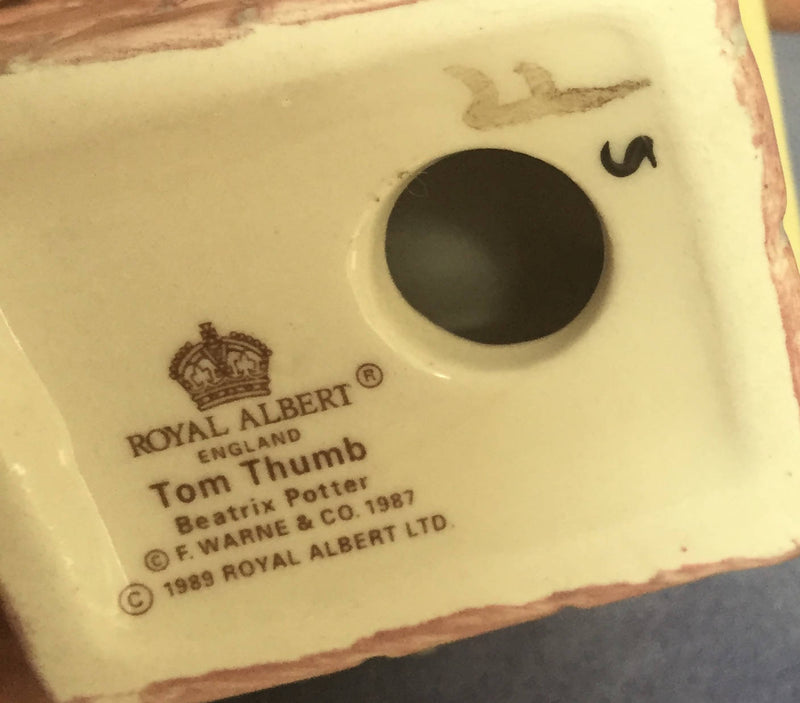 ROYAL ALBERT ®
ENGLAND
Tom Thumb
Beatrix Potter
© F. WARNE & CO. 1987
© 1989 ROYAL ALBERT LTD.